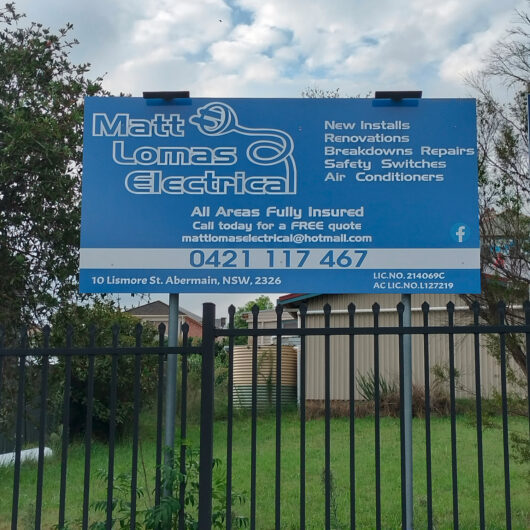 Matt
Lomas
Electrical
New Installs
Renovations
Breakdowns Repairs
Safety Switches
Air Conditioners
All Areas Fully Insured
Call today for a FREE quote
mattlomaselectrical@hotmail.com
f
0421 117 467
10 Lismore St. Abermain, NSW, 2326
LIC.NO. 214069C
AC LIC.NO.L127219